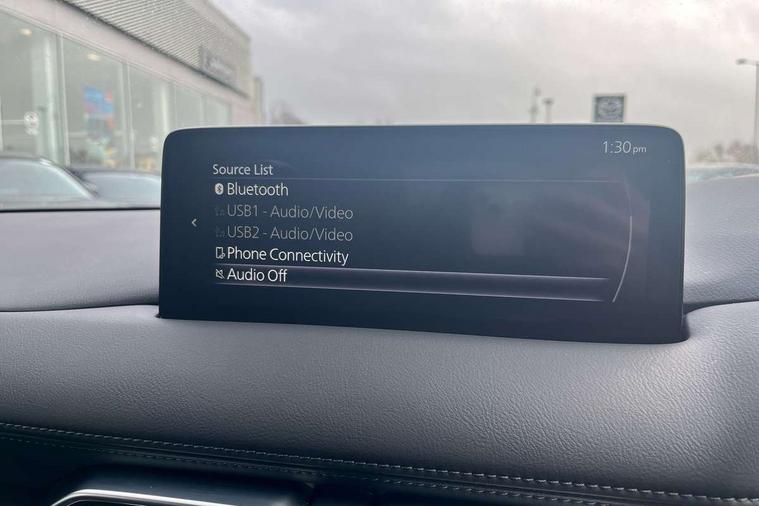 1:30pm
Source List
Bluetooth
USB1 - Audio/Video
USB2 - Audio/Video
Phone Connectivity
Audio Off